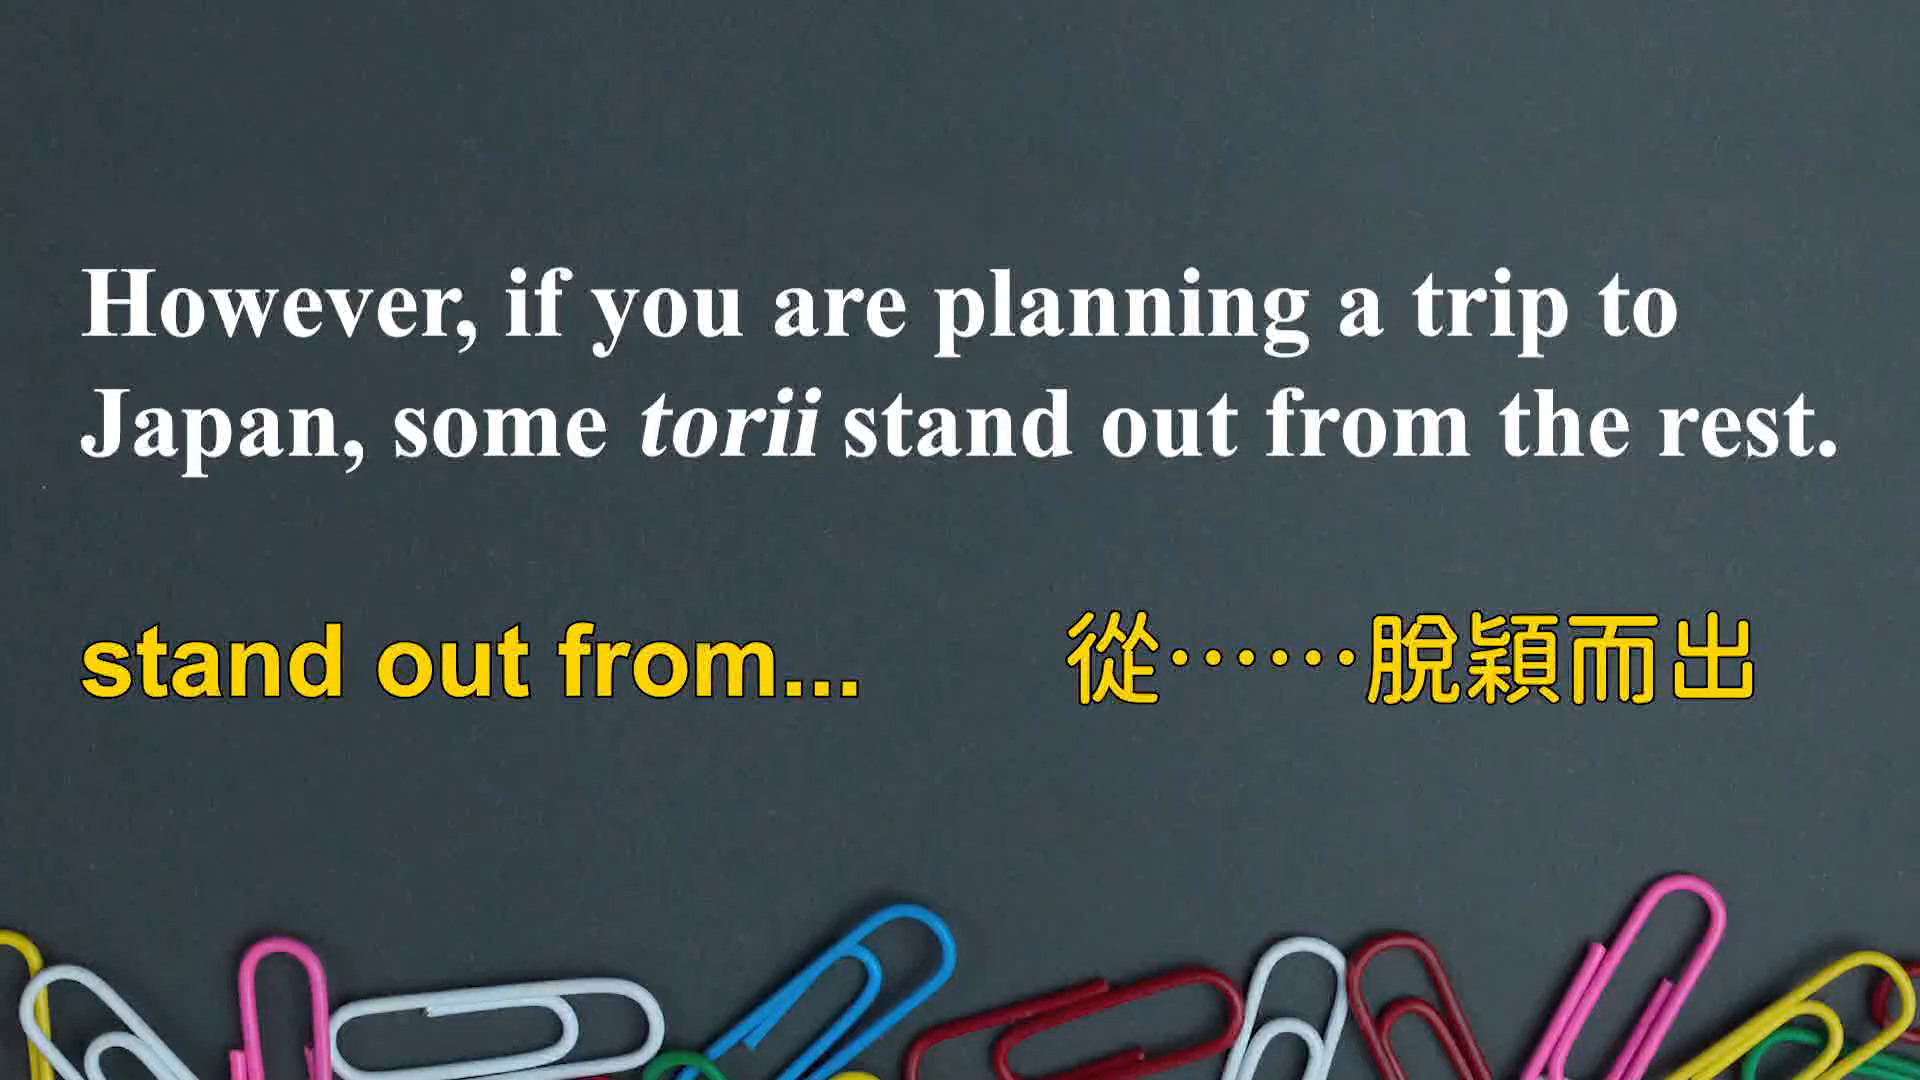 However, if you are planning a trip to
Japan, some torii stand out from the rest.
stand out from... 從⋯⋯脫穎而出